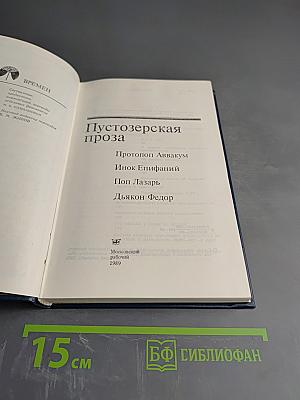 ВРЕМЕН
Пустозерская
проза
Протопоп Аввакум
Инок Епифаний
Поп Лазарь
Дьякон Федор
Московский
рабочий
1989
15 см
БФ БИБЛИОФАН